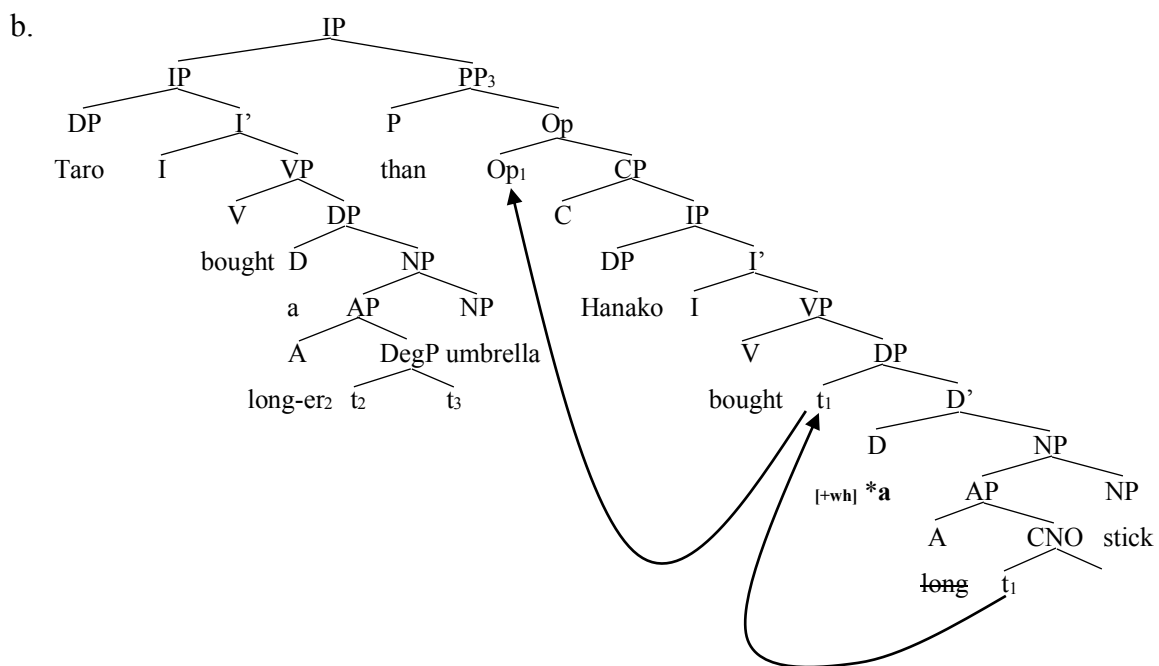 b.
IP
IP PP3
DP I’ P Op
Taro I VP than Op1 CP
V DP C IP
bought D NP DP I’
a AP NP Hanako I VP
A DegP umbrella V DP
long-er2 t2 t3 bought t1 D’
D NP
[+wh] *a AP NP
A CNO stick
long t1